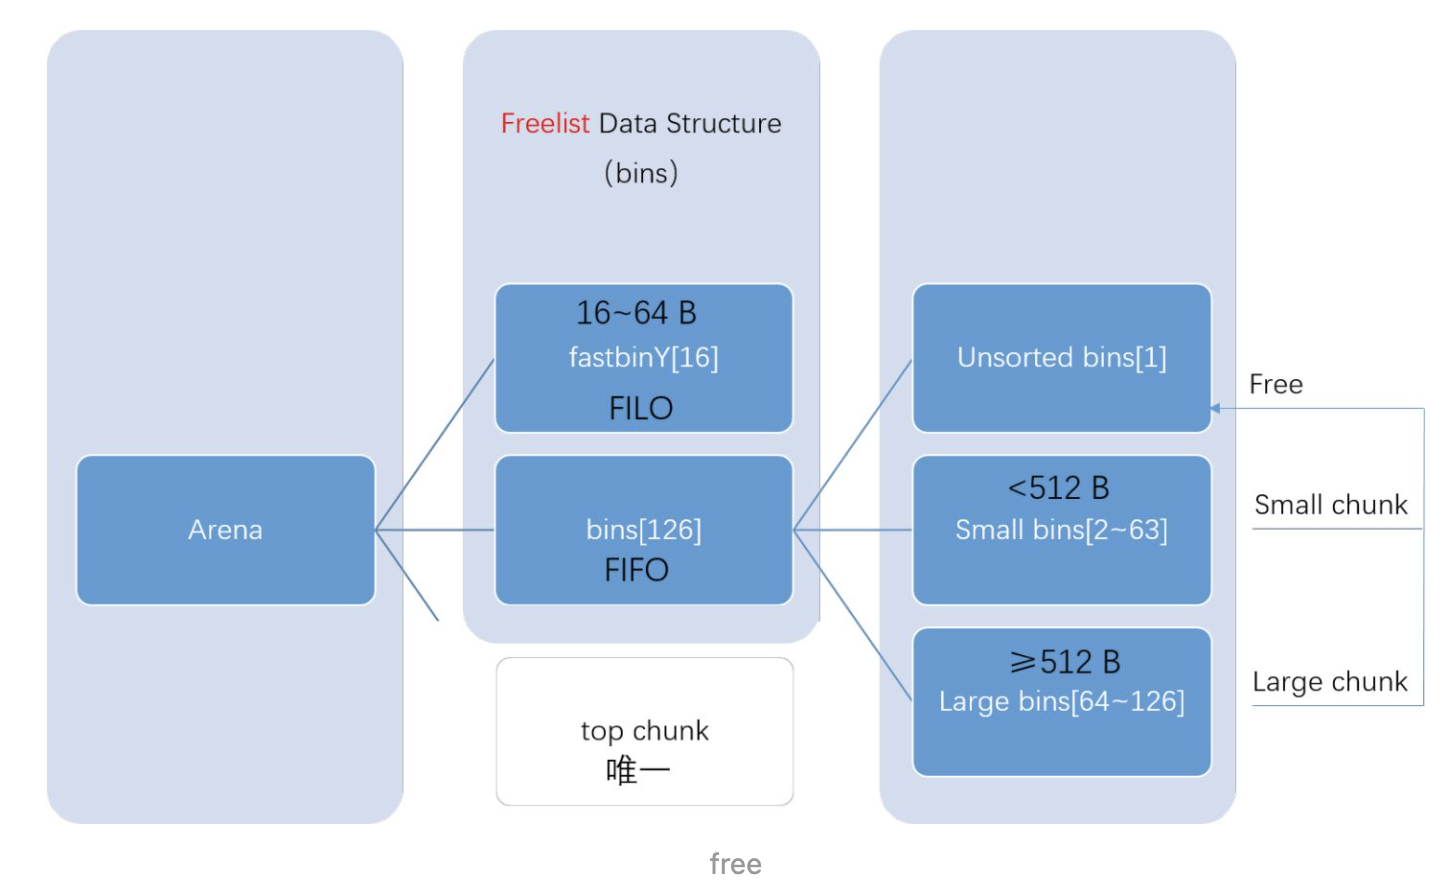 Freelist Data Structure
(bins)
16~64 B
fastbinY[16]
FILO
Arena
bins[126]
FIFO
top chunk
唯一
Unsorted bins[1]
<512 B
Small bins[2~63]
≥512 B
Large bins[64~126]
Free
Small chunk
Large chunk
free